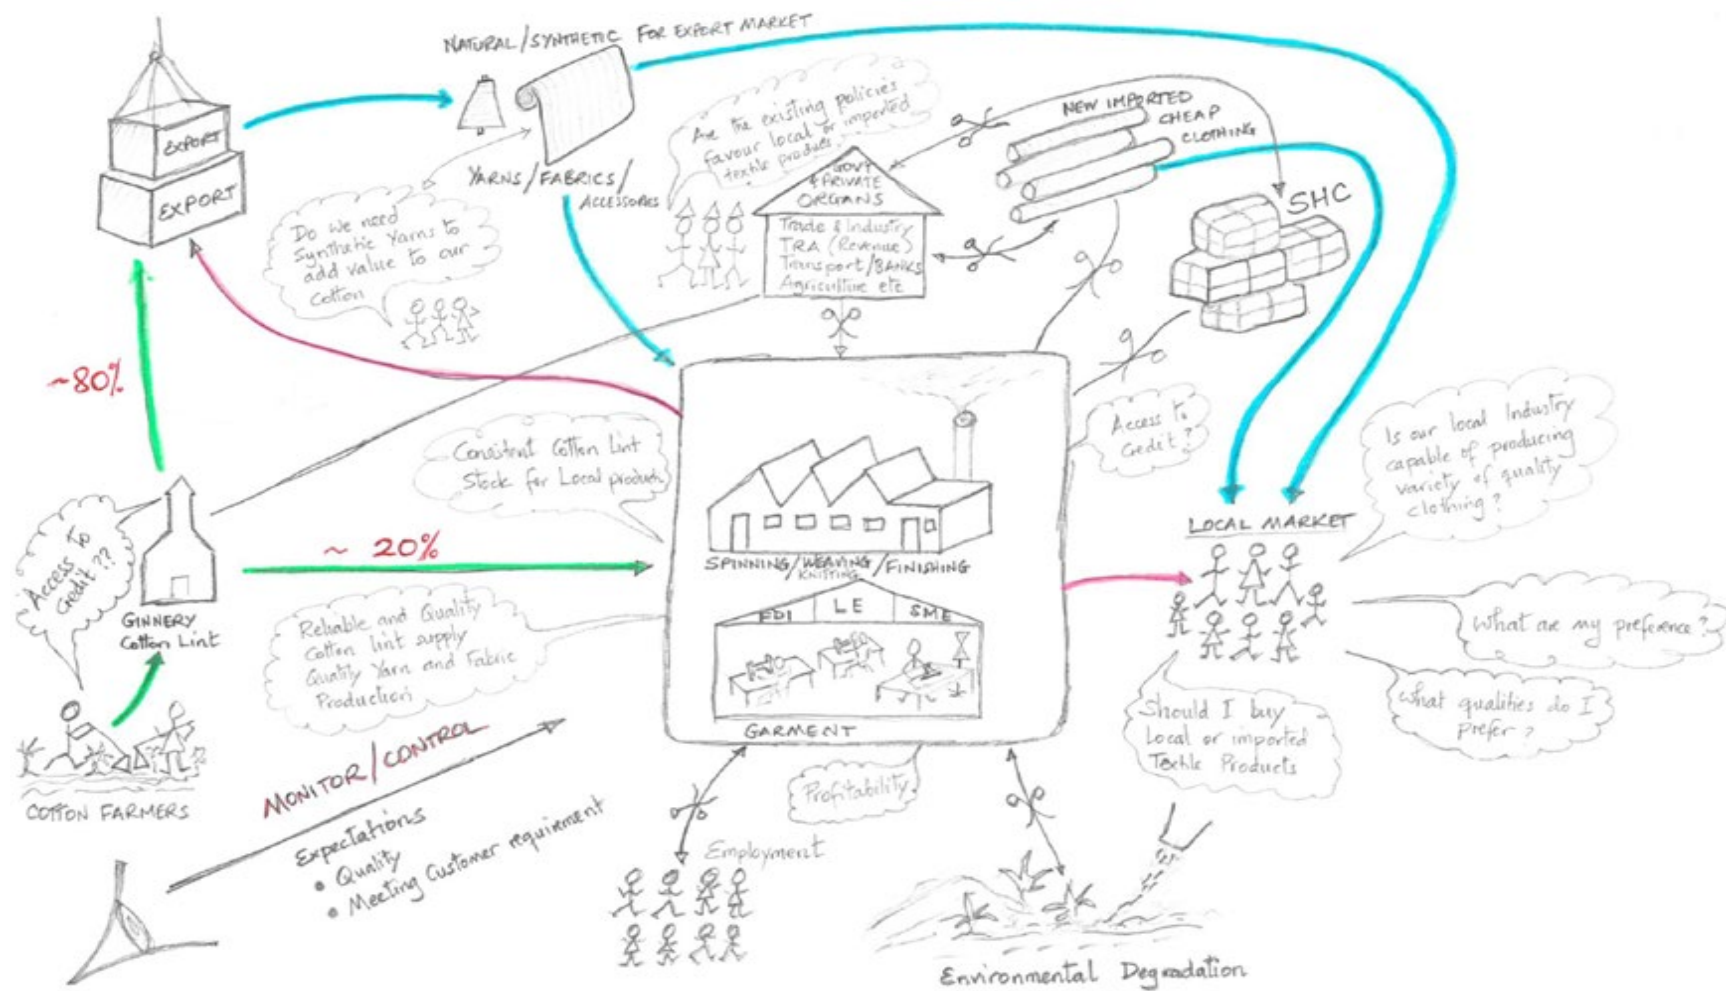 NATURAL/SYNTHETIC FOR EXPORT MARKET
EXPORT
EXPORT
YARNS/FABRICS/
ACCESSORIES
Do we need
Synthetic Yarns to
add value to our
Cotton
Are the existing policies
favour local or imported
textile produces
GOVT
& PRIVATE
ORGANS
Trade & Industry
TRA (Revenue)
Transport/BANKS
Agriculture etc
NEW IMPORTED
CHEAP
CLOTHING
SHC
~80%
Consitent Cotton Lint
Stock for Local product
Access to
Credit?
Is our local Industry
capable of producing
variety of quality
clothing?
Access to
Credit??
GINNERY
Cotton Lint
~ 20%
SPINNING/WEAVING/FINISHING
KNITTING
FDI
LE
SME
GARMENT
LOCAL MARKET
What are my preference?
What qualities do I
prefer?
Should I buy
Local or imported
Textile Products
Reliable and Quality
Cotton lint supply
Quality Yarn and Fabric
Production
COTTON FARMERS
MONITOR/CONTROL
Expectations
• Quality
• Meeting Customer requirement
Profitability
Employment
Environmental Degradation